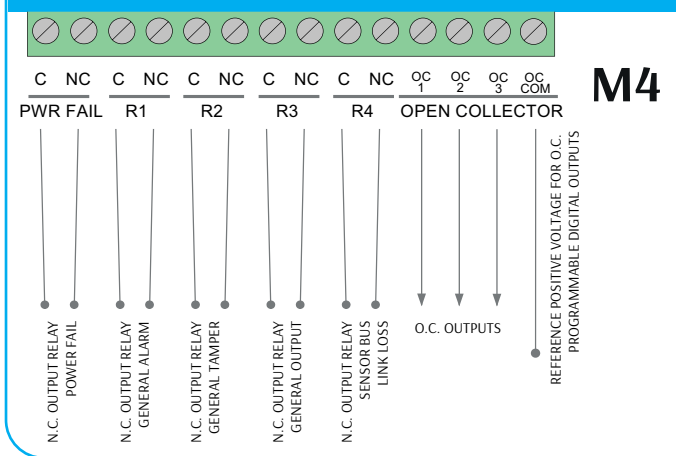 C NC C NC C NC C NC C NC OC 1 OC 2 OC 3 OC COM
M4
PWR FAIL R1 R2 R3 R4 OPEN COLLECTOR
N.C. OUTPUT RELAY
POWER FAIL
N.C. OUTPUT RELAY
GENERAL ALARM
N.C. OUTPUT RELAY
GENERAL TAMPER
N.C. OUTPUT RELAY
GENERAL OUTPUT
N.C. OUTPUT RELAY
SENSOR BUS
LINK LOSS
O.C. OUTPUTS
REFERENCE POSITIVE VOLTAGE FOR O.C.
PROGRAMMABLE DIGITAL OUTPUTS